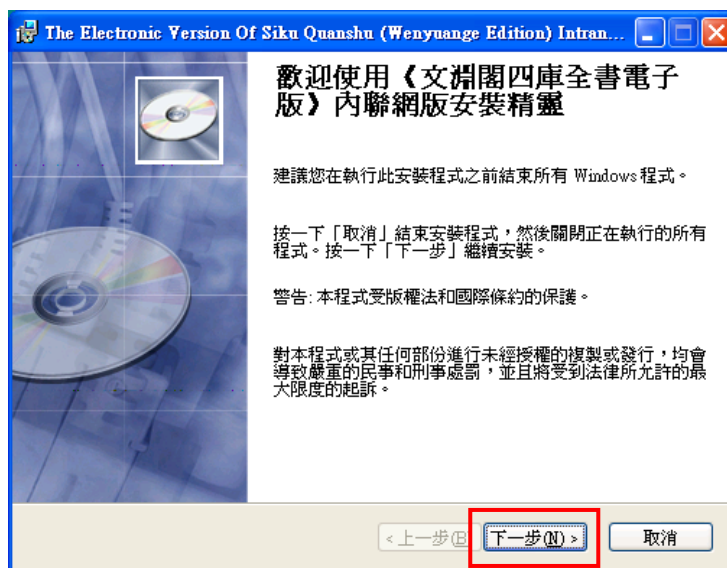 The Electronic Version Of Siku Quanshu (Wenyuange Edition) Intran...
歡迎使用《文淵閣四庫全書電子
版》內聯網版安裝精靈
建議您在執行此安裝程式之前結束所有 Windows 程式。
按一下「取消」結束安裝程式，然後關閉正在執行的所有
程式。按一下「下一步」繼續安裝。
警告: 本程式受版權法和國際條約的保護。
對本程式或其任何部份進行未經授權的複製或發行，均會
導致嚴重的民事和刑事處罰，並且將受到法律所允許的最
大限度的起訴。
<上一步(B 下一步(N) > 取消